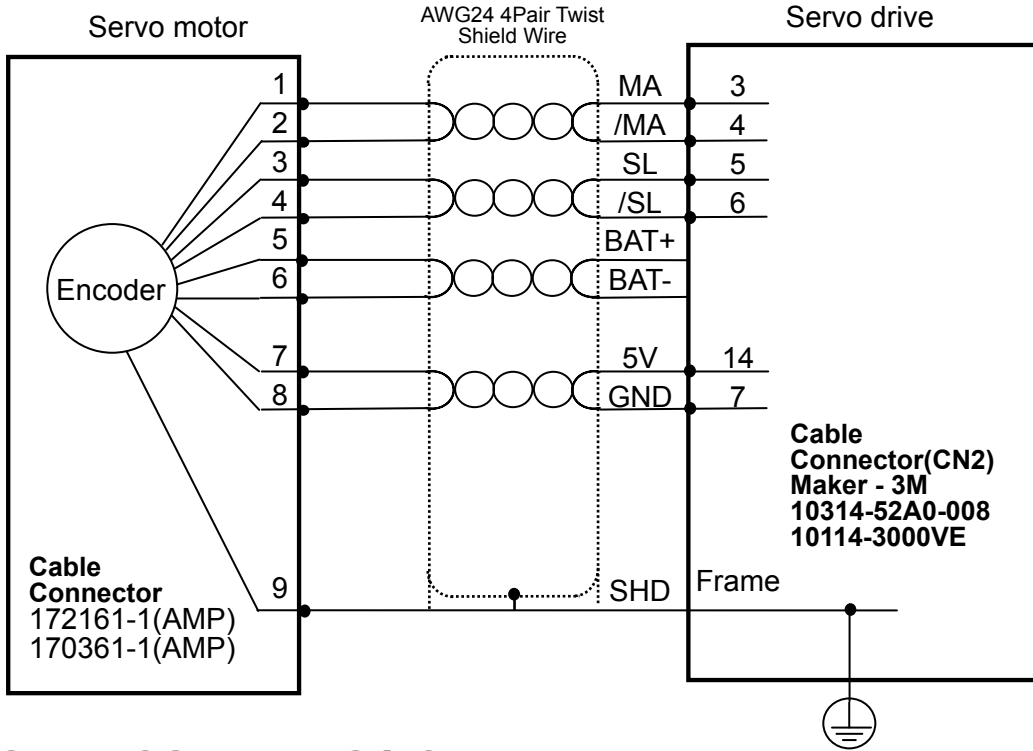 Servo motor
AWG24 4Pair Twist
Shield Wire
Servo drive
1 MA 3
2 /MA 4
3 SL 5
4 /SL 6
5 BAT+
6 BAT-
Encoder
7 5V 14
8 GND 7
Cable
Connector(CN2)
Maker - 3M
10314-52A0-008
10114-3000VE
Cable
Connector
172161-1(AMP)
170361-1(AMP)
9 SHD Frame